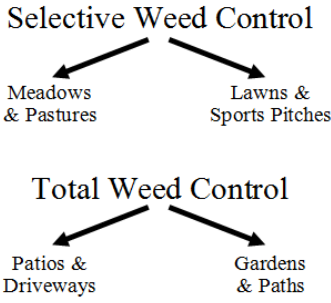 Selective Weed Control
Meadows
& Pastures
Lawns &
Sports Pitches
Total Weed Control
Patios &
Driveways
Gardens
& Paths